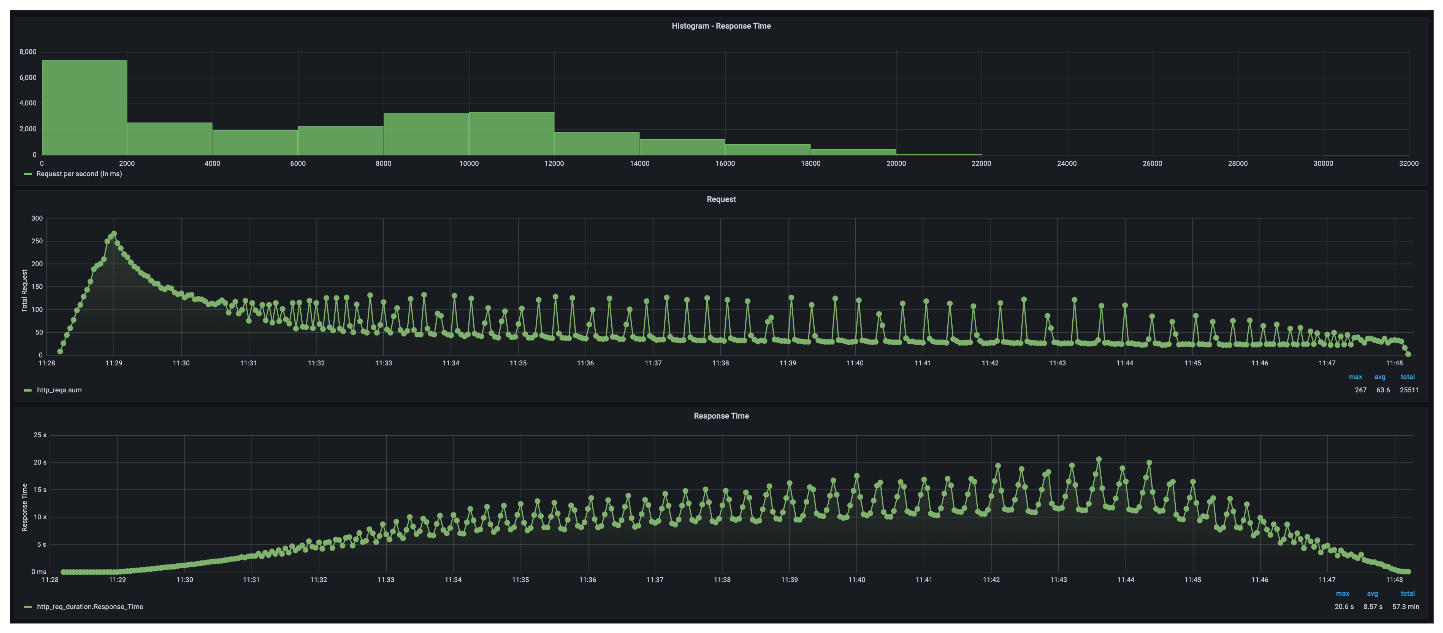 Histogram - Response Time
8,000
6,000
4,000
2,000
0
0 2000 4000 6000 8000 10000 12000 14000 16000 18000 20000 22000 24000 26000 28000 30000 32000
Request per second (in ms)
Request
Total Request
300
250
200
150
100
50
0
11:28 11:29 11:30 11:31 11:32 11:33 11:34 11:35 11:36 11:37 11:38 11:39 11:40 11:41 11:42 11:43 11:44 11:45 11:46 11:47 11:48
max avg total
http_reqs.sum 267 63.6 25511
Response Time
Response Time
25 s
20 s
15 s
10 s
5 s
0 ms
11:28 11:29 11:30 11:31 11:32 11:33 11:34 11:35 11:36 11:37 11:38 11:39 11:40 11:41 11:42 11:43 11:44 11:45 11:46 11:47 11:48
max avg total
http_req_duration.Response_Time 20.6 s 8.57 s 57.3 min